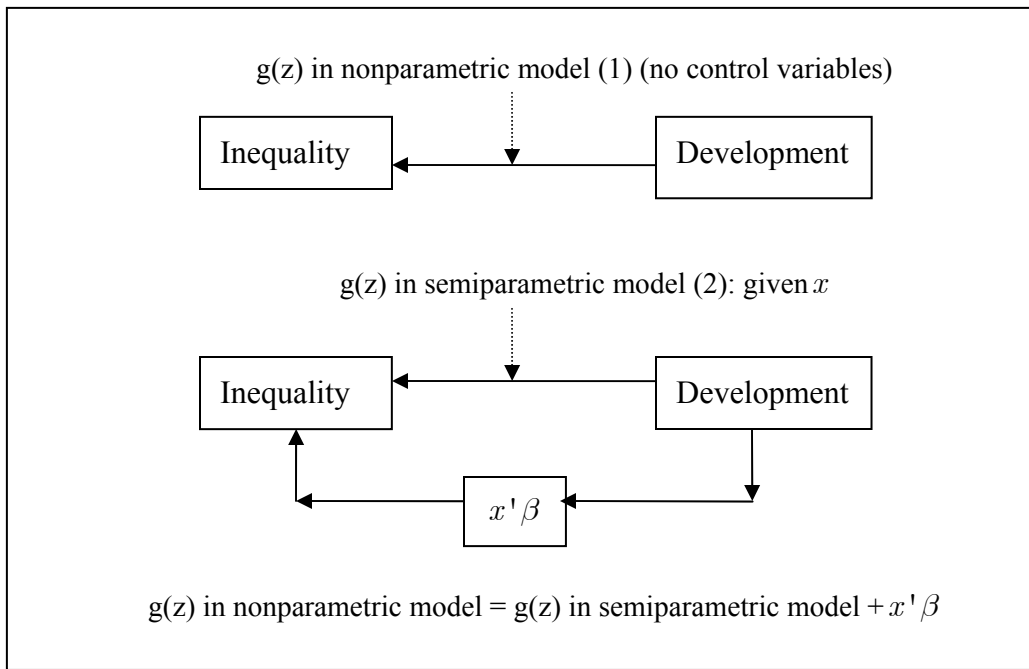 g(z) in nonparametric model (1) (no control variables)
Inequality
Development
g(z) in semiparametric model (2): given x
Inequality
Development
x'β
g(z) in nonparametric model = g(z) in semiparametric model + x'β